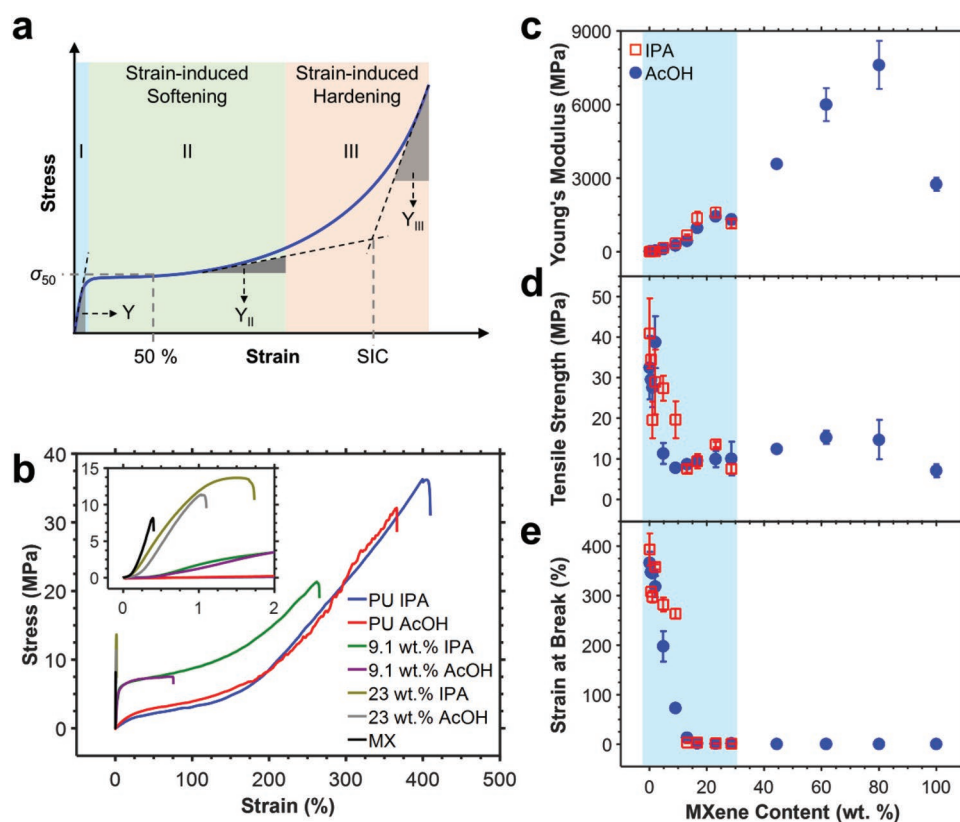 a
Strain-induced
Softening
Strain-induced
Hardening
I
II
III
Stress
σ50
Y
YII
YIII
50 %
Strain
SIC
b
Stress (MPa)
40
30
20
10
0
15
10
5
0
0
1
2
PU IPA
PU AcOH
9.1 wt.% IPA
9.1 wt.% AcOH
23 wt.% IPA
23 wt.% AcOH
MX
0
100
200
300
400
500
Strain (%)
c
Young's Modulus (MPa)
9000
6000
3000
0
IPA
AcOH
d
Tensile Strength (MPa)
50
40
30
20
10
0
e
Strain at Break (%)
400
300
200
100
0
0
20
40
60
80
100
MXene Content (wt. %)